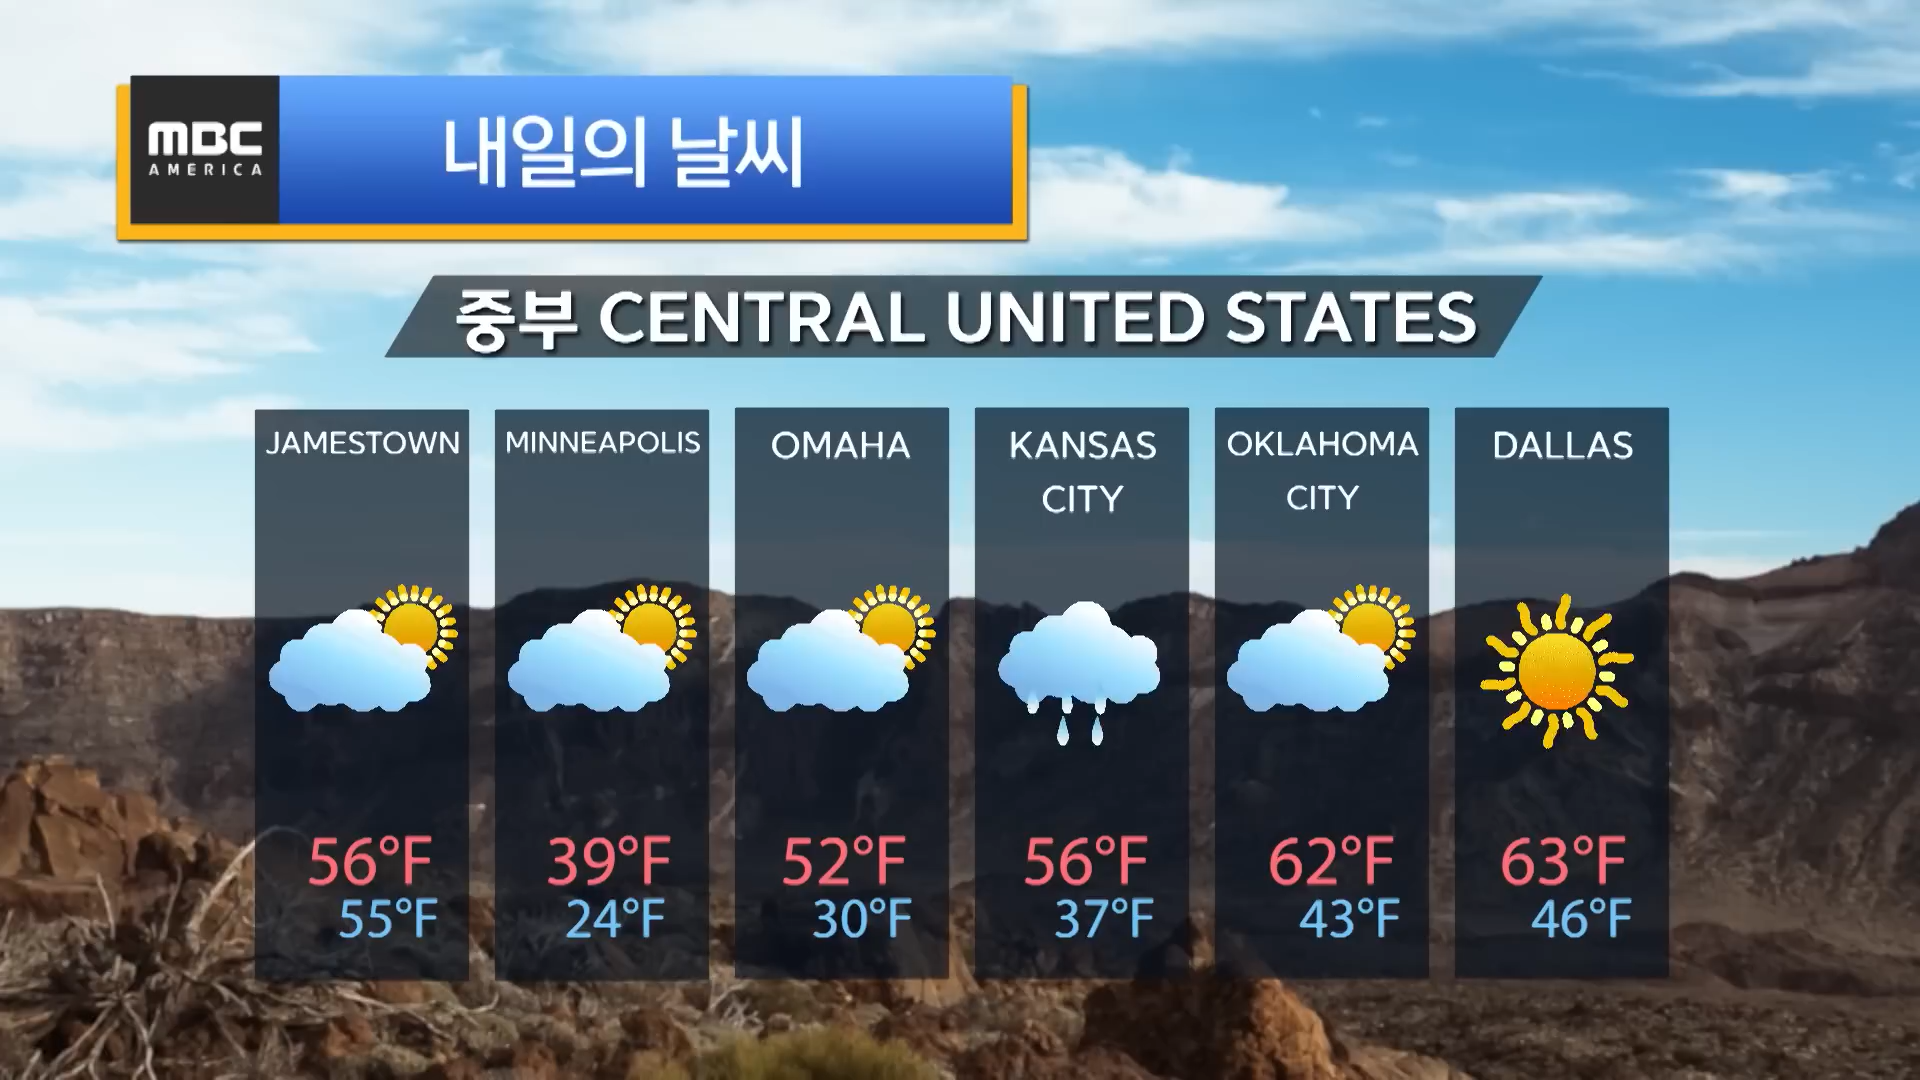 MBC
AMERICA
내일의 날씨
중부 CENTRAL UNITED STATES
JAMESTOWN
56°F
55°F
MINNEAPOLIS
39°F
24°F
OMAHA
52°F
30°F
KANSAS
CITY
56°F
37°F
OKLAHOMA
CITY
62°F
43°F
DALLAS
63°F
46°F